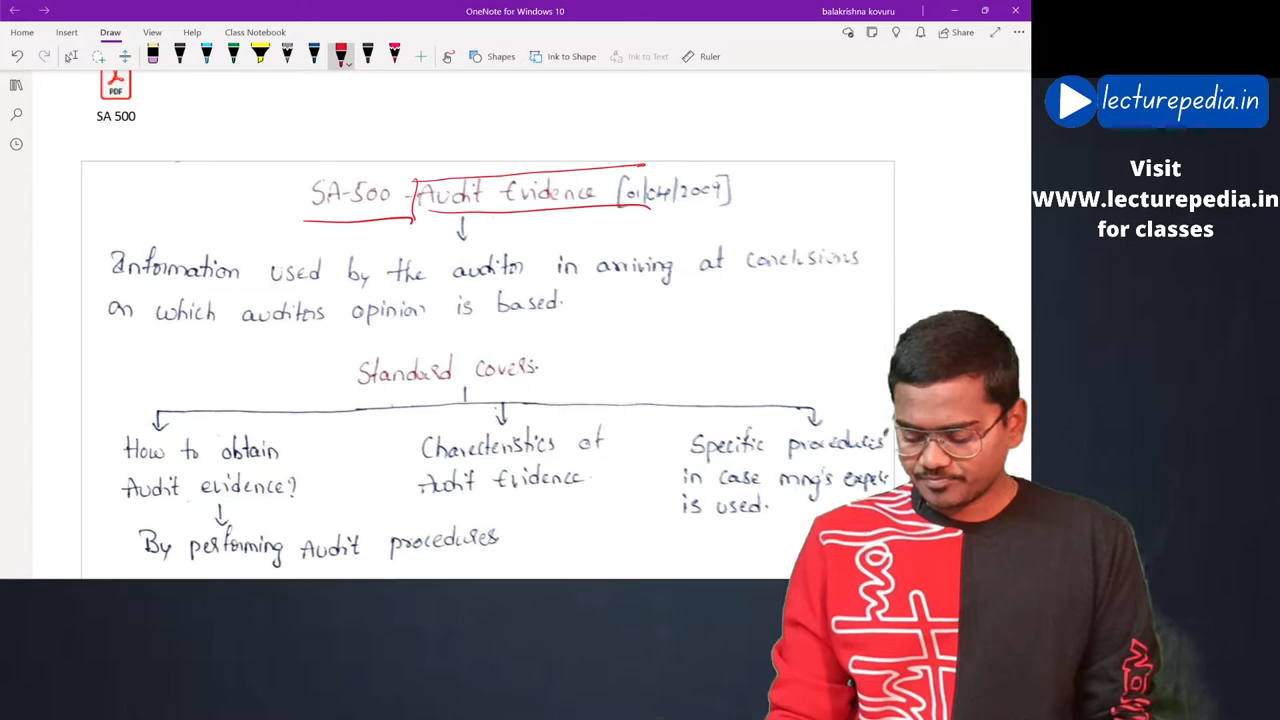 OneNote for Windows 10
balakrishna kovuru
Home Insert Draw View Help Class Notebook
Share
Shapes Ink to Shape Ink to Text Ruler
PDF
SA 500
lecturepedia.in
Visit
WWW.lecturepedia.in
for classes
SA-500 - Audit Evidence [01/04/2009]
Information used by the auditor in arriving at conclusions
on which auditors opinion is based.
Standard covers.
How to obtain
Audit evidence?
By performing Audit procedures
Characteristics of
Audit Evidence.
Specific procedures
in case mng's
is used.